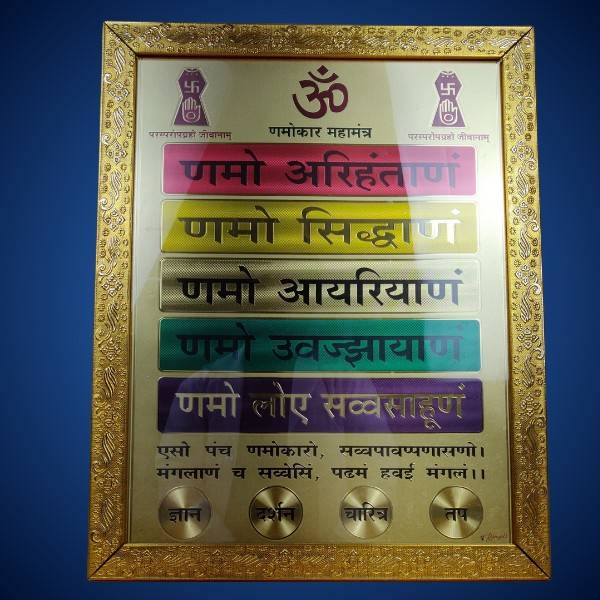 ॐ
परस्परोपग्रहो जीवानाम् परस्परोपग्रहो जीवानाम्
णमोकार महामंत्र
णमो अरिहंताणं
णमो सिद्धाणं
णमो आयरियाणं
णमो उवज्झायाणं
णमो लोए सव्वसाहूणं
एसो पंच णमोकारो, सव्वपावप्पणासणो।
मंगलाणं च सव्वेसिं, पढमं हवई मंगलं।।
ज्ञान दर्शन चारित्र तप